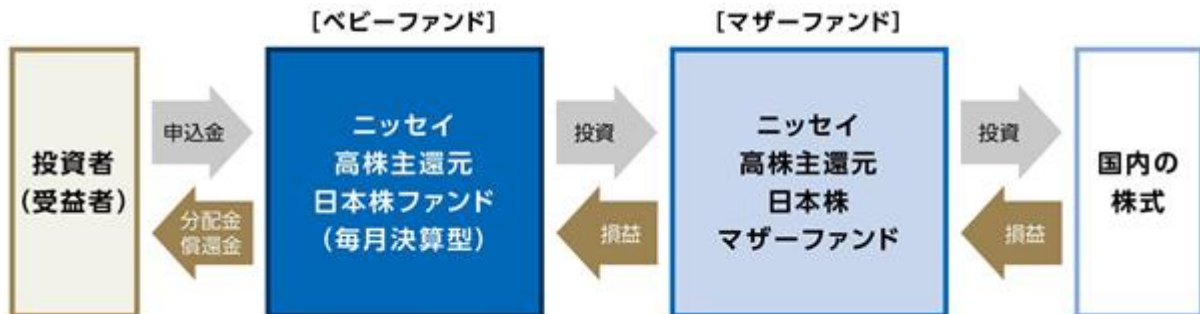 [ベビーファンド]
[マザーファンド]
投資者
(受益者)
申込金
分配金
償還金
ニッセイ
高株主還元
日本株ファンド
(毎月決算型)
投資
損益
ニッセイ
高株主還元
日本株
マザーファンド
投資
損益
国内の
株式